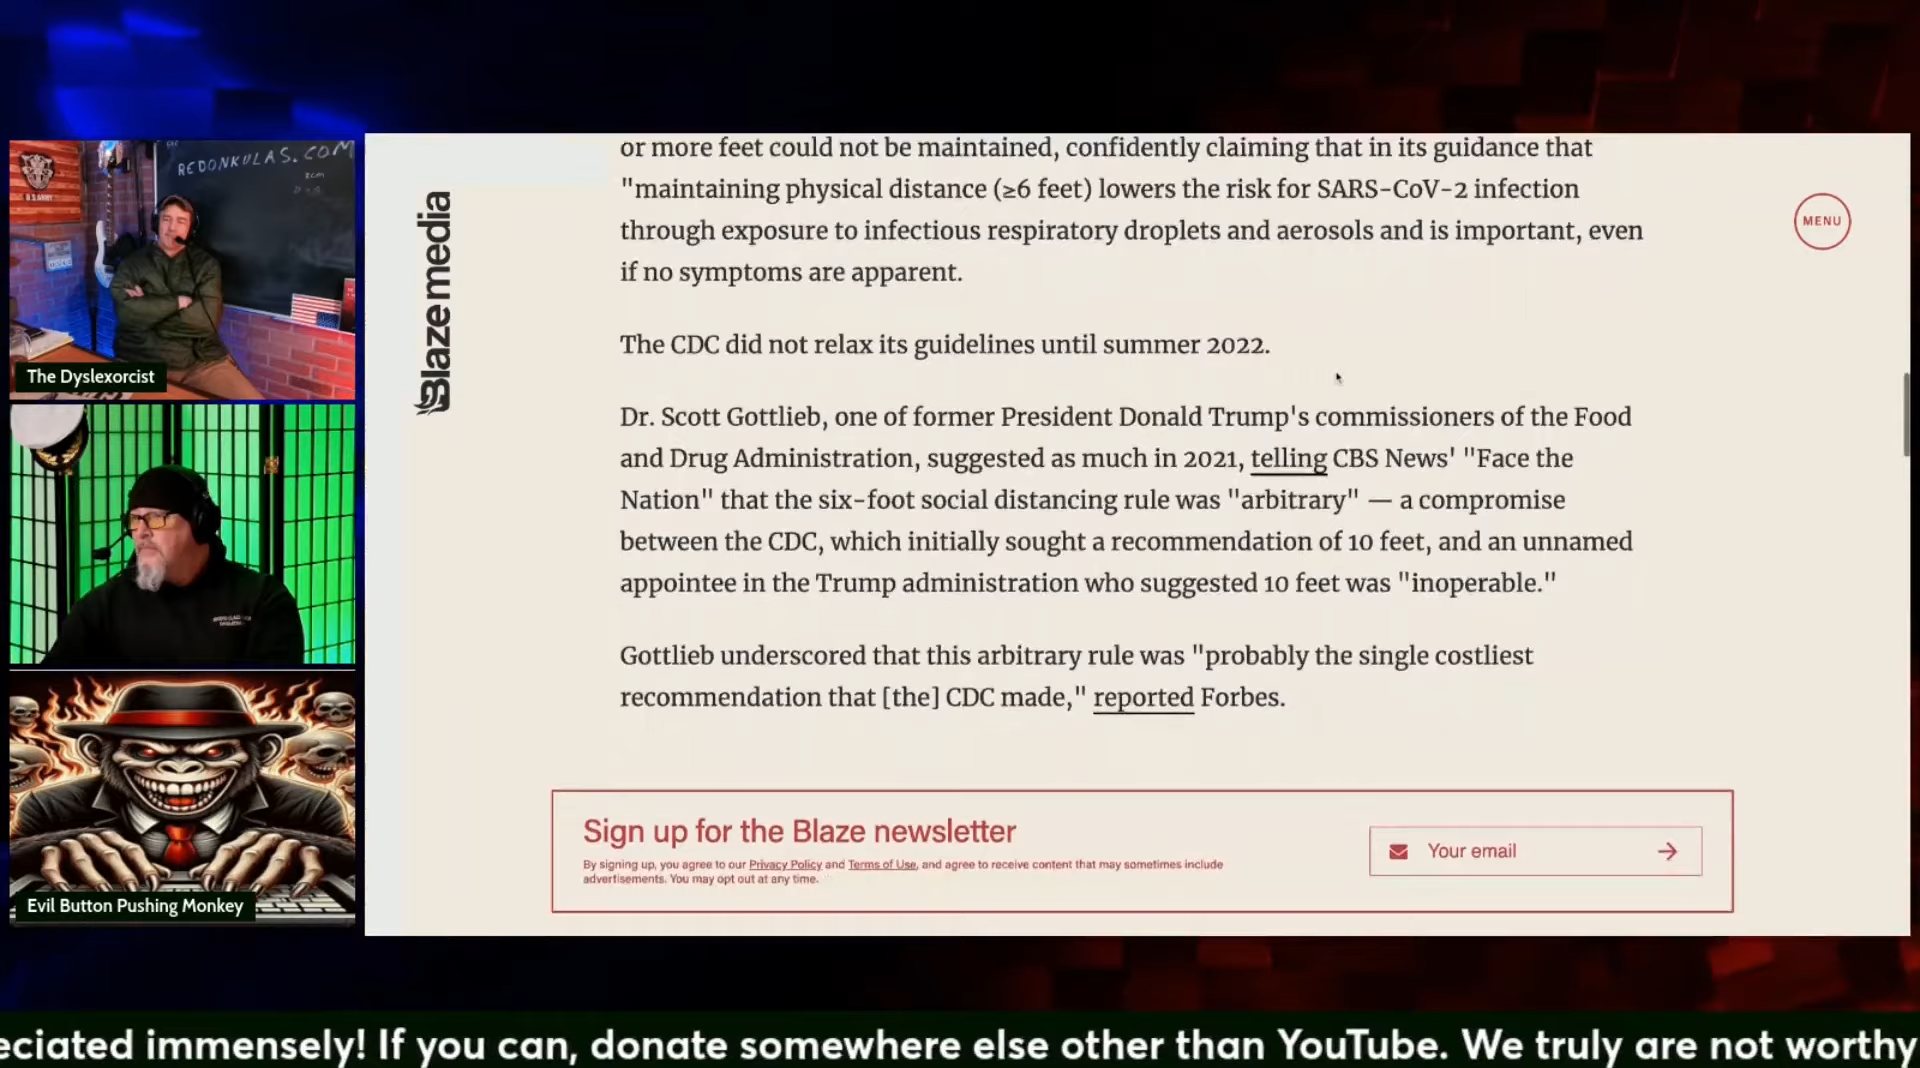 REDONKULAS.COM
U.S. ARMY
The Dyslexorcist
Evil Button Pushing Monkey
Blaze media
MENU
or more feet could not be maintained, confidently claiming that in its guidance that
"maintaining physical distance (≥6 feet) lowers the risk for SARS-CoV-2 infection
through exposure to infectious respiratory droplets and aerosols and is important, even
if no symptoms are apparent.
The CDC did not relax its guidelines until summer 2022.
Dr. Scott Gottlieb, one of former President Donald Trump's commissioners of the Food
and Drug Administration, suggested as much in 2021, telling CBS News' "Face the
Nation" that the six-foot social distancing rule was "arbitrary" — a compromise
between the CDC, which initially sought a recommendation of 10 feet, and an unnamed
appointee in the Trump administration who suggested 10 feet was "inoperable."
Gottlieb underscored that this arbitrary rule was "probably the single costliest
recommendation that [the] CDC made," reported Forbes.
Sign up for the Blaze newsletter
By signing up, you agree to our Privacy Policy and Terms of Use, and agree to receive content that may sometimes include
advertisements. You may opt out at any time.
Your email
eciated immensely! If you can, donate somewhere else other than YouTube. We truly are not worthy